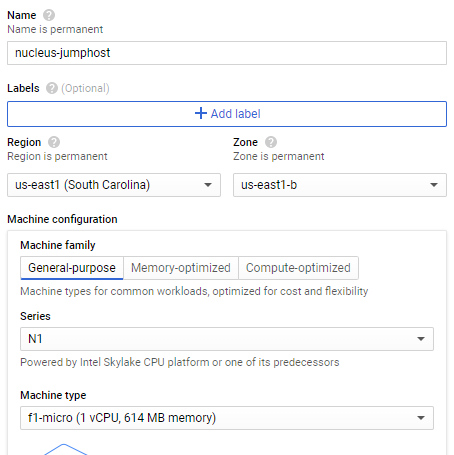 Name ?
Name is permanent
nucleus-jumphost
Labels ? (Optional)
+ Add label
Region ?
Zone ?
Region is permanent
Zone is permanent
us-east1 (South Carolina)
us-east1-b
Machine configuration
Machine family
General-purpose
Memory-optimized
Compute-optimized
Machine types for common workloads, optimized for cost and flexibility
Series
N1
Powered by Intel Skylake CPU platform or one of its predecessors
Machine type
f1-micro (1 vCPU, 614 MB memory)